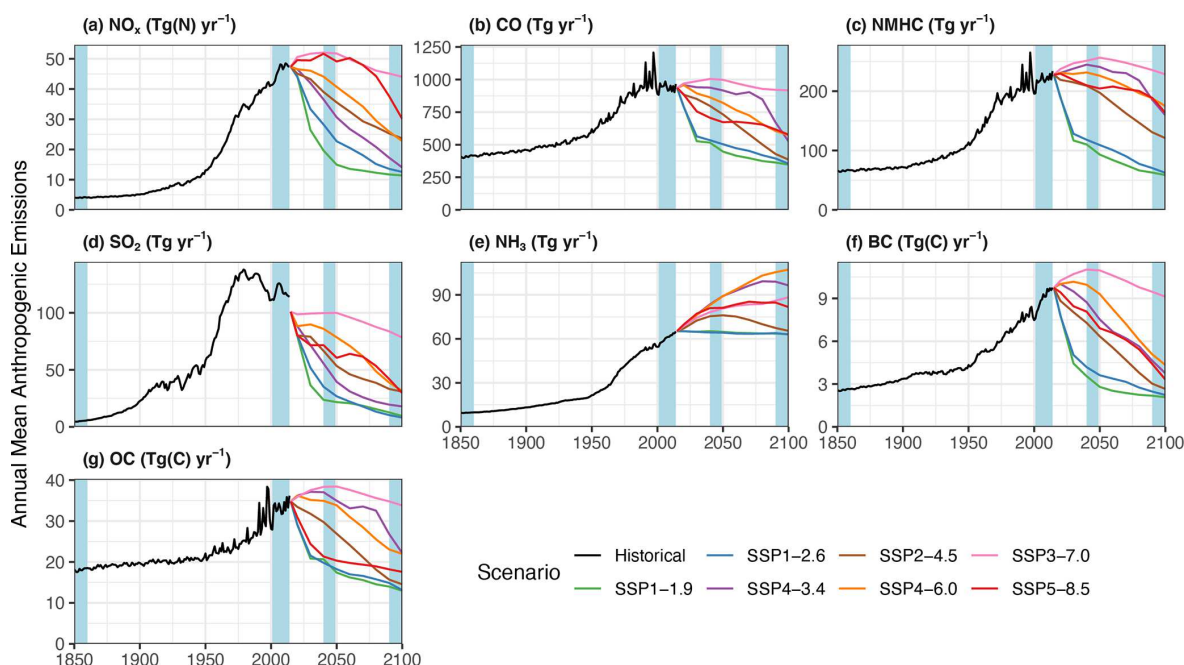 Annual Mean Anthropogenic Emissions
(a) NOₓ (Tg(N) yr⁻¹)
50
40
30
20
10
0
(b) CO (Tg yr⁻¹)
1250
1000
750
500
250
0
(c) NMHC (Tg yr⁻¹)
200
100
0
(d) SO₂ (Tg yr⁻¹)
100
50
0
(e) NH₃ (Tg yr⁻¹)
90
60
30
0
1850 1900 1950 2000 2050 2100
(f) BC (Tg(C) yr⁻¹)
9
6
3
0
1850 1900 1950 2000 2050 2100
(g) OC (Tg(C) yr⁻¹)
40
30
20
10
0
1850 1900 1950 2000 2050 2100
Scenario
Historical SSP1−2.6 SSP2−4.5 SSP3−7.0
SSP1−1.9 SSP4−3.4 SSP4−6.0 SSP5−8.5